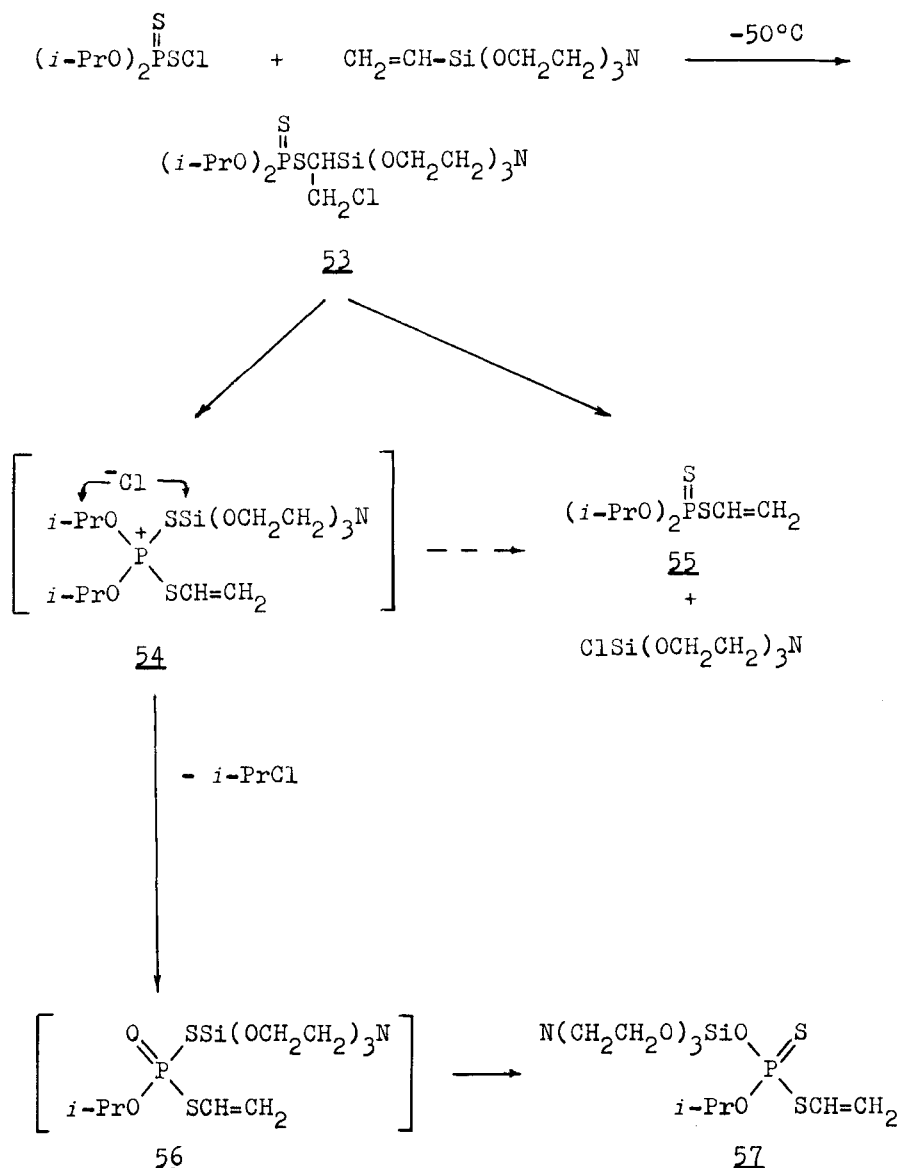 S
(i-PrO)2PSCl + CH2=CH-Si(OCH2CH2)3N -50°C
S
(i-PrO)2PSCHSi(OCH2CH2)3N
CH2Cl
53
-Cl
i-PrO SSi(OCH2CH2)3N
+
P
i-PrO SCH=CH2
54
S
(i-PrO)2PSCH=CH2
55
+
ClSi(OCH2CH2)3N
- i-PrCl
O SSi(OCH2CH2)3N
P
i-PrO SCH=CH2
56
N(CH2CH2O)3SiO S
P
i-PrO SCH=CH2
57